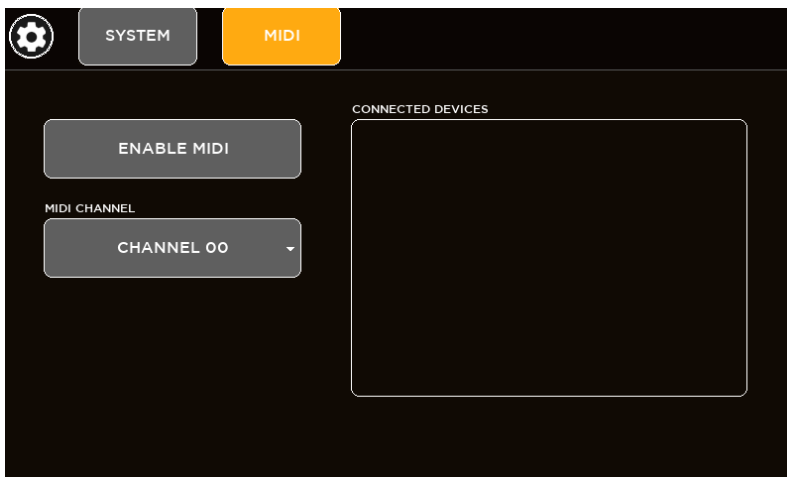 SYSTEM
MIDI
CONNECTED DEVICES
ENABLE MIDI
MIDI CHANNEL
CHANNEL 00